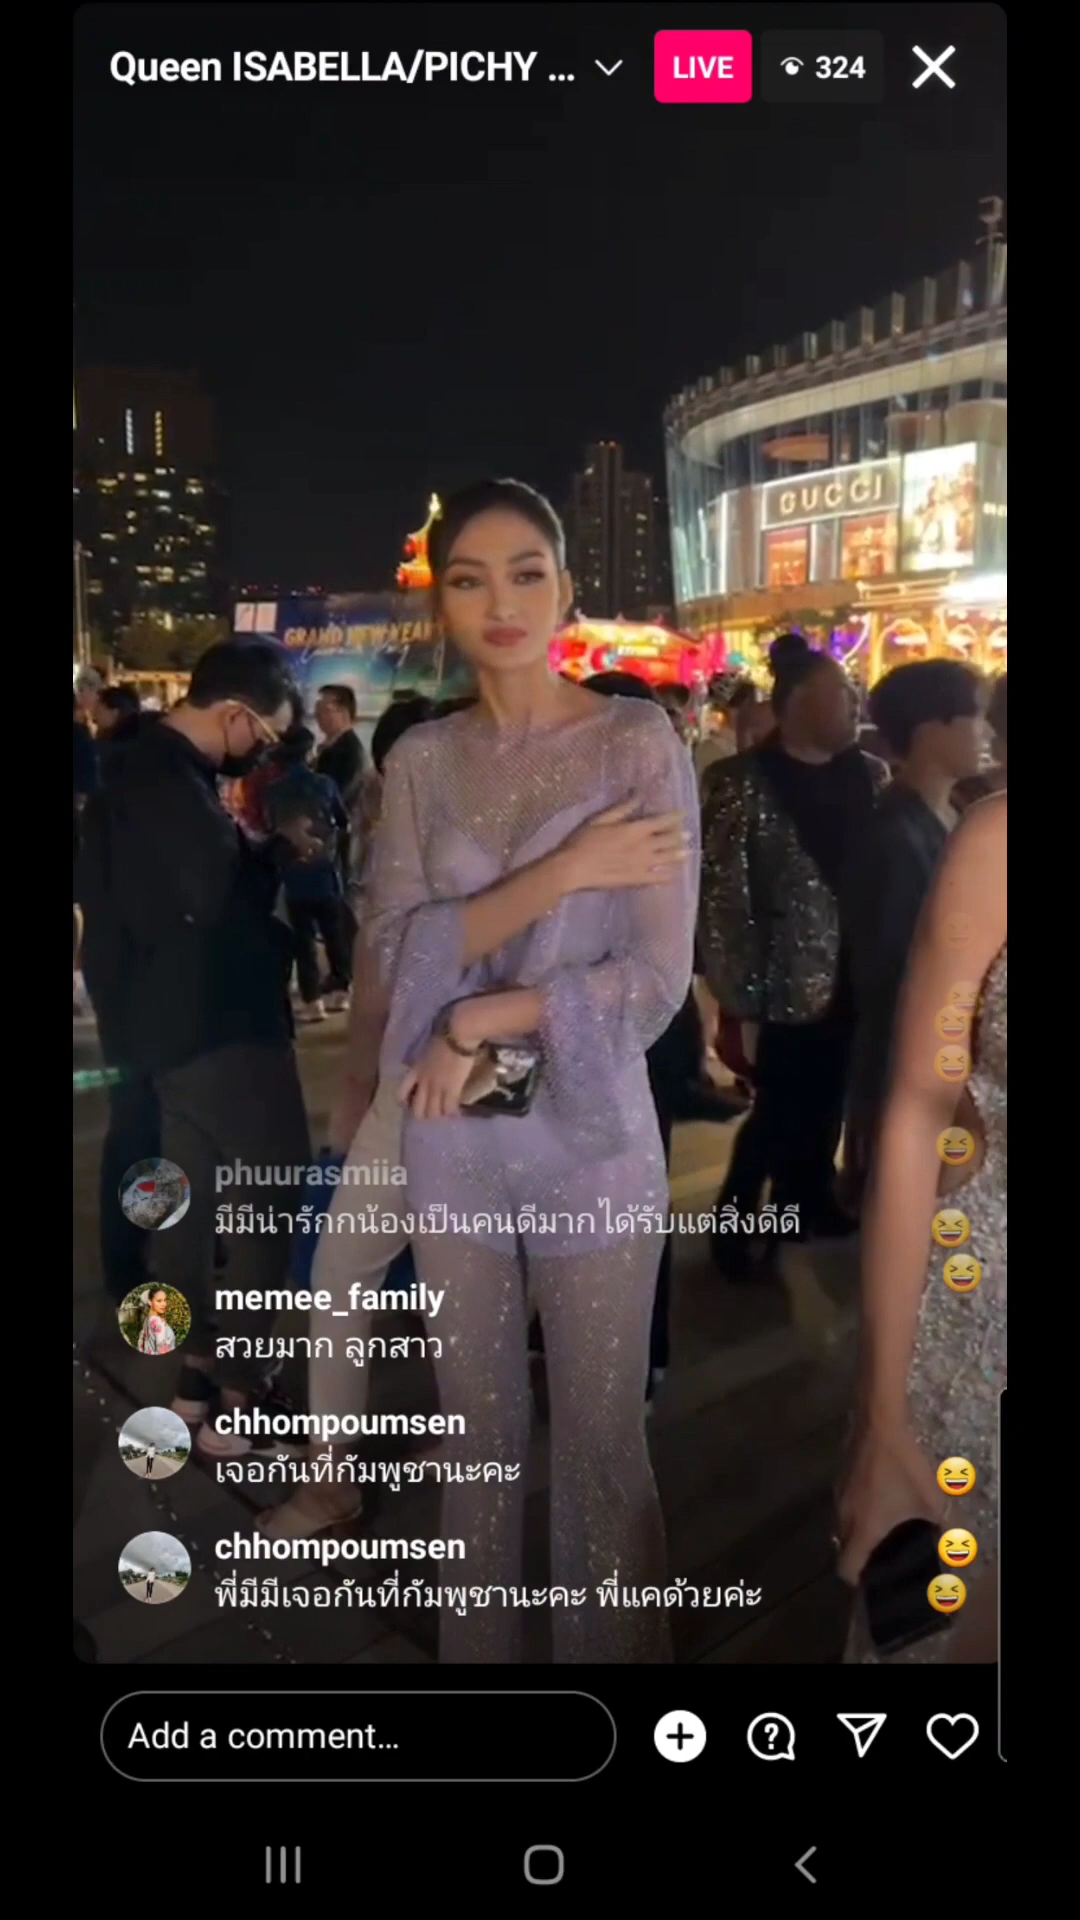 Queen ISABELLA/PICHY ...
LIVE
324
GUCCI
GRAND NEW YEAR
phuurasmiia
มีมีน่ารักกน้องเป็นคนดีมากได้รับแต่สิ่งดีดี
memee_family
สวยมาก ลูกสาว
chhompoumsen
เจอกันที่กัมพูชานะคะ
chhompoumsen
พี่มีมีเจอกันที่กัมพูชานะคะ พี่แคด้วยค่ะ
Add a comment...